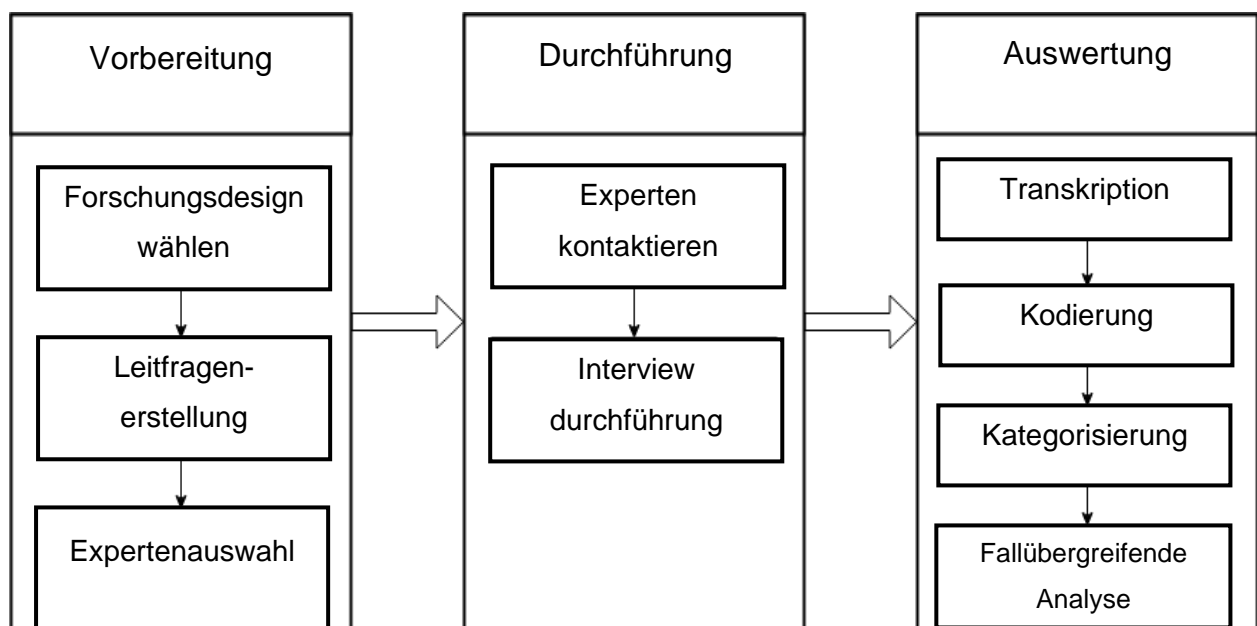 Vorbereitung
Forschungsdesign
wählen
Leitfragen-
erstellung
Expertenauswahl
Durchführung
Experten
kontaktieren
Interview
durchführung
Auswertung
Transkription
Kodierung
Kategorisierung
Fallübergreifende
Analyse